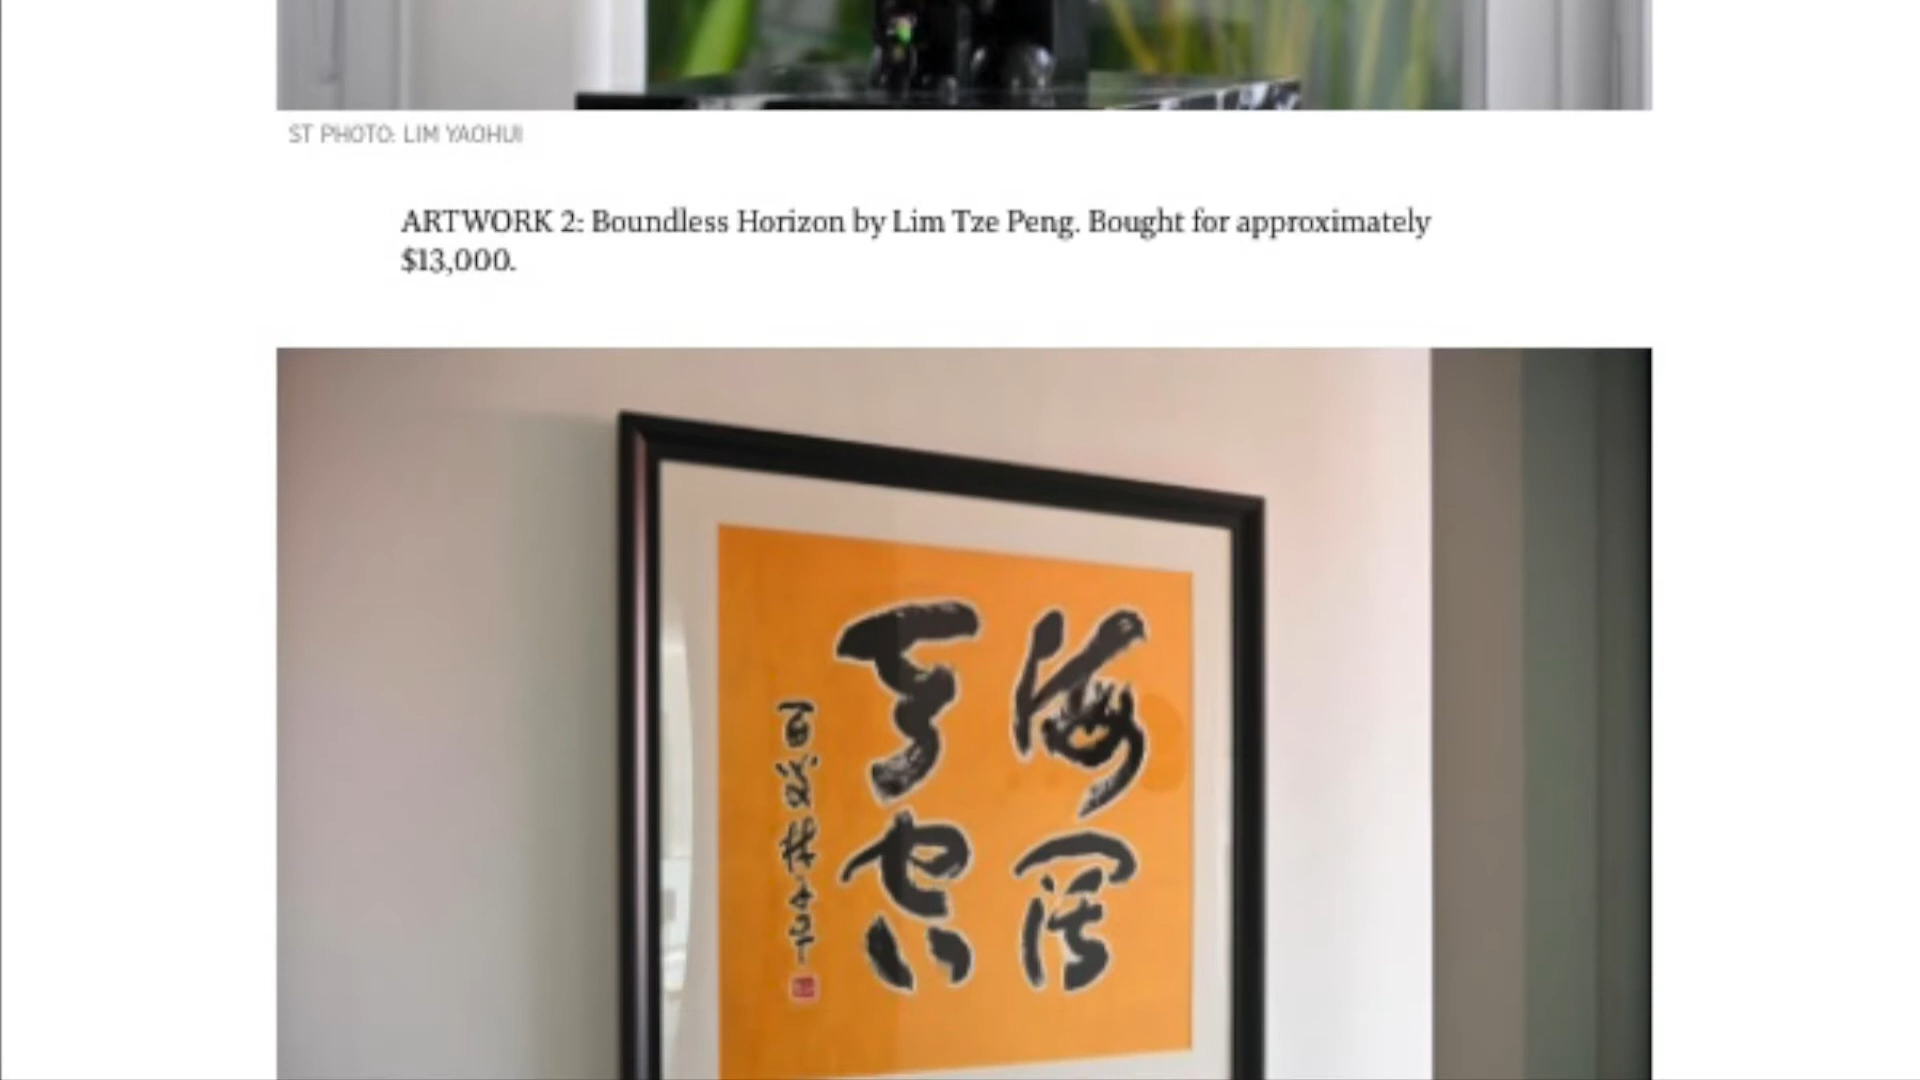 ST PHOTO: LIM YAOHUI
ARTWORK 2: Boundless Horizon by Lim Tze Peng. Bought for approximately
$13,000.
海阔
天空
百岁林子平